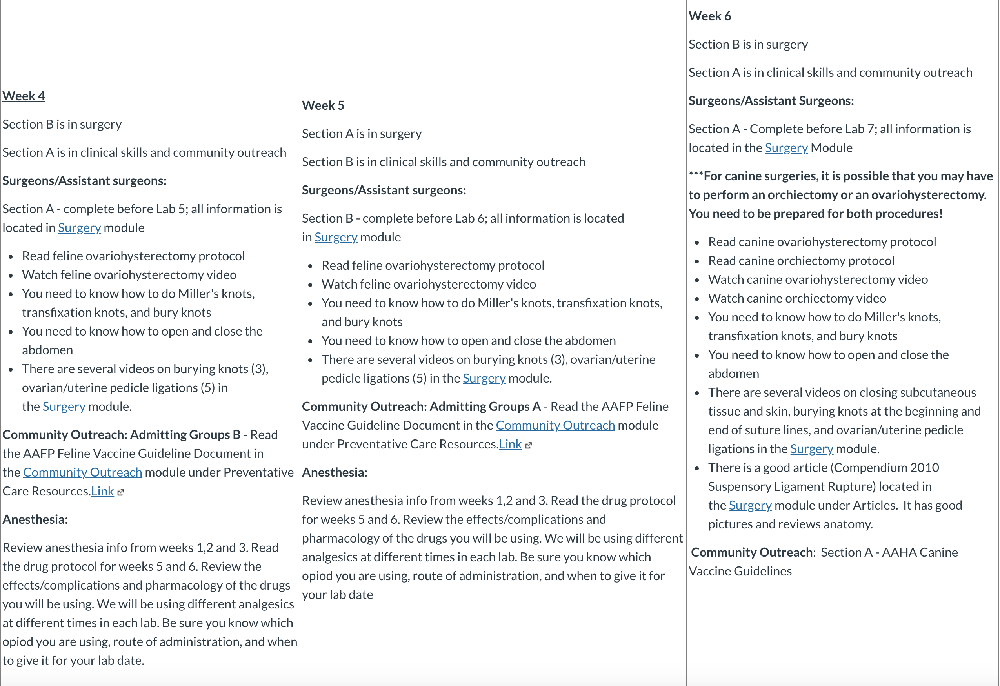 Week 4
Section B is in surgery
Section A is in clinical skills and community outreach
Surgeons/Assistant surgeons:
Section A - complete before Lab 5; all information is
located in Surgery module
• Read feline ovariohysterectomy protocol
• Watch feline ovariohysterectomy video
• You need to know how to do Miller's knots,
transfixation knots, and bury knots
• You need to know how to open and close the
abdomen
• There are several videos on burying knots (3),
ovarian/uterine pedicle ligations (5) in
the Surgery module.
Community Outreach: Admitting Groups B - Read
the AAFP Feline Vaccine Guideline Document in
the Community Outreach module under Preventative
Care Resources.Link
Anesthesia:
Review anesthesia info from weeks 1,2 and 3. Read
the drug protocol for weeks 5 and 6. Review the
effects/complications and pharmacology of the drugs
you will be using. We will be using different analgesics
at different times in each lab. Be sure you know which
opiod you are using, route of administration, and when
to give it for your lab date.
Week 5
Section A is in surgery
Section B is in clinical skills and community outreach
Surgeons/Assistant surgeons:
Section B - complete before Lab 6; all information is located
in Surgery module
• Read feline ovariohysterectomy protocol
• Watch feline ovariohysterectomy video
• You need to know how to do Miller's knots, transfixation knots,
and bury knots
• You need to know how to open and close the abdomen
• There are several videos on burying knots (3), ovarian/uterine
pedicle ligations (5) in the Surgery module.
Community Outreach: Admitting Groups A - Read the AAFP Feline
Vaccine Guideline Document in the Community Outreach module
under Preventative Care Resources.Link
Anesthesia:
Review anesthesia info from weeks 1,2 and 3. Read the drug protocol
for weeks 5 and 6. Review the effects/complications and
pharmacology of the drugs you will be using. We will be using different
analgesics at different times in each lab. Be sure you know which
opiod you are using, route of administration, and when to give it for
your lab date
Week 6
Section B is in surgery
Section A is in clinical skills and community outreach
Surgeons/Assistant Surgeons:
Section A - Complete before Lab 7; all information is
located in the Surgery Module
***For canine surgeries, it is possible that you may have
to perform an orchiectomy or an ovariohysterectomy.
You need to be prepared for both procedures!
• Read canine ovariohysterectomy protocol
• Read canine orchiectomy protocol
• Watch canine ovariohysterectomy video
• Watch canine orchiectomy video
• You need to know how to do Miller's knots,
transfixation knots, and bury knots
• You need to know how to open and close the
abdomen
• There are several videos on closing subcutaneous
tissue and skin, burying knots at the beginning and
end of suture lines, and ovarian/uterine pedicle
ligations in the Surgery module.
• There is a good article (Compendium 2010
Suspensory Ligament Rupture) located in
the Surgery module under Articles.  It has good
pictures and reviews anatomy.
Community Outreach:  Section A - AAHA Canine
Vaccine Guidelines